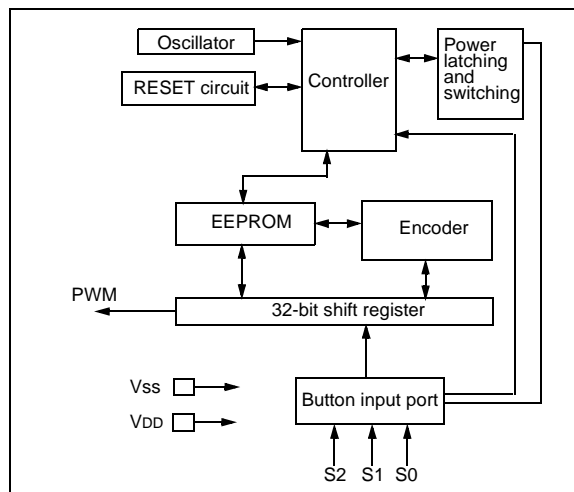 Oscillator
RESET circuit
Controller
Power
latching
and
switching
EEPROM
Encoder
PWM
32-bit shift register
VSS
VDD
Button input port
S2 S1 S0